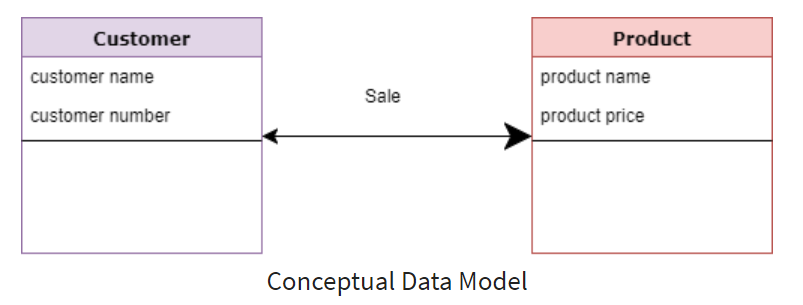 Customer
customer name
customer number
Sale
Product
product name
product price
Conceptual Data Model